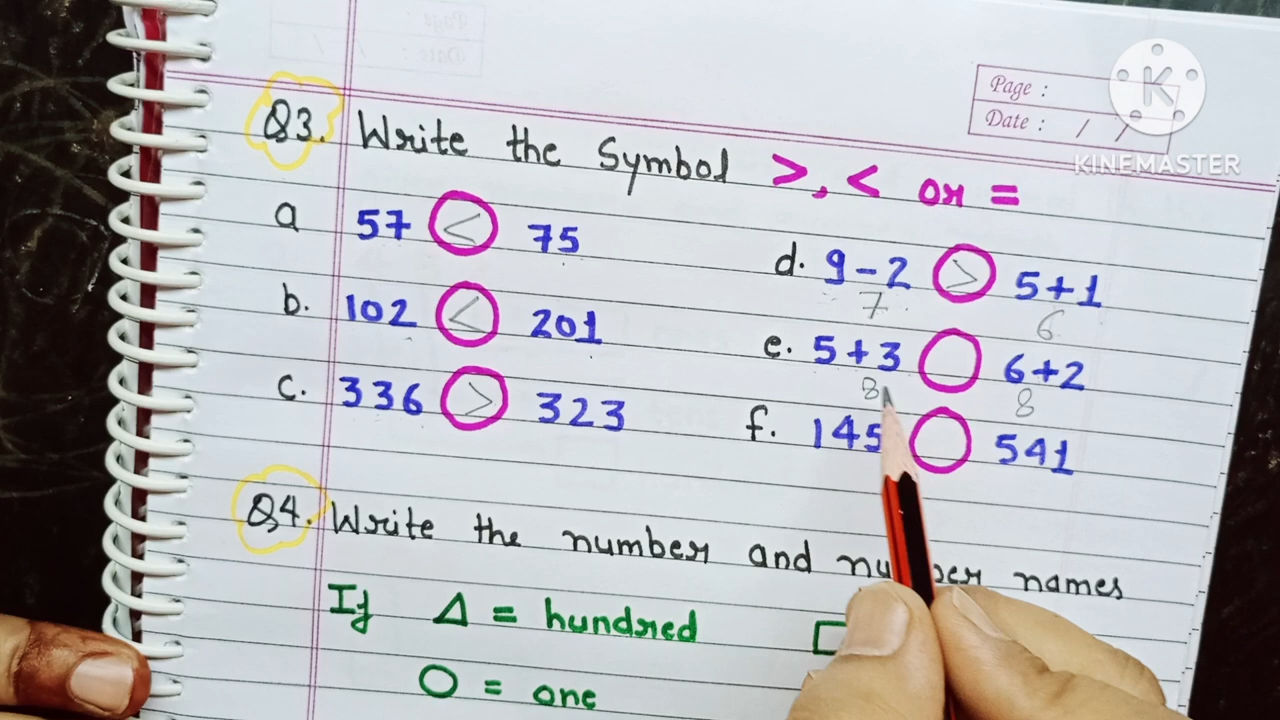 Page :
Date : / /
K
KINEMASTER
Q3. Write the Symbol >, < or =
a 57 < 75
b. 102 < 201
c. 336 > 323
d. 9-2 > 5+1
7 6
e. 5+3 6+2
8 8
f. 145 541
Q4. Write the number and number names
If Δ = hundred
O = one